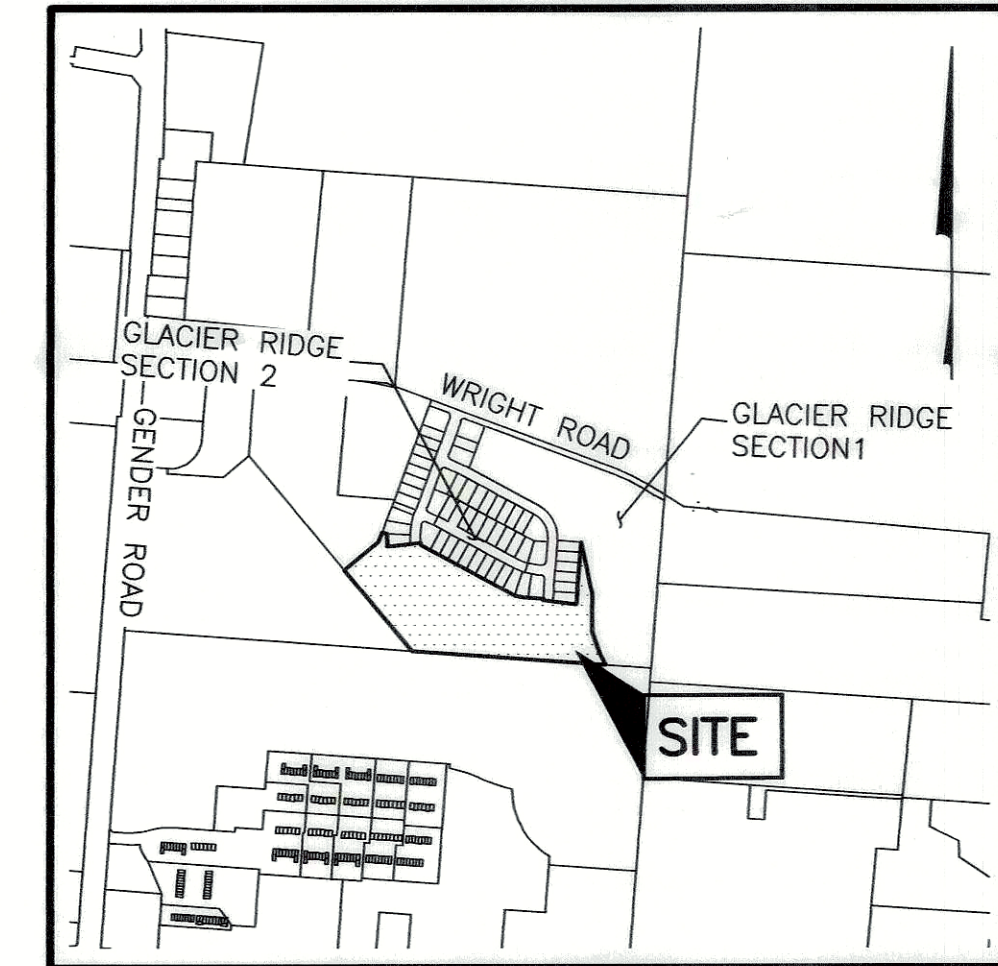 GLACIER RIDGE
SECTION 2
WRIGHT ROAD
GLACIER RIDGE
SECTION1
GENDER ROAD
SITE